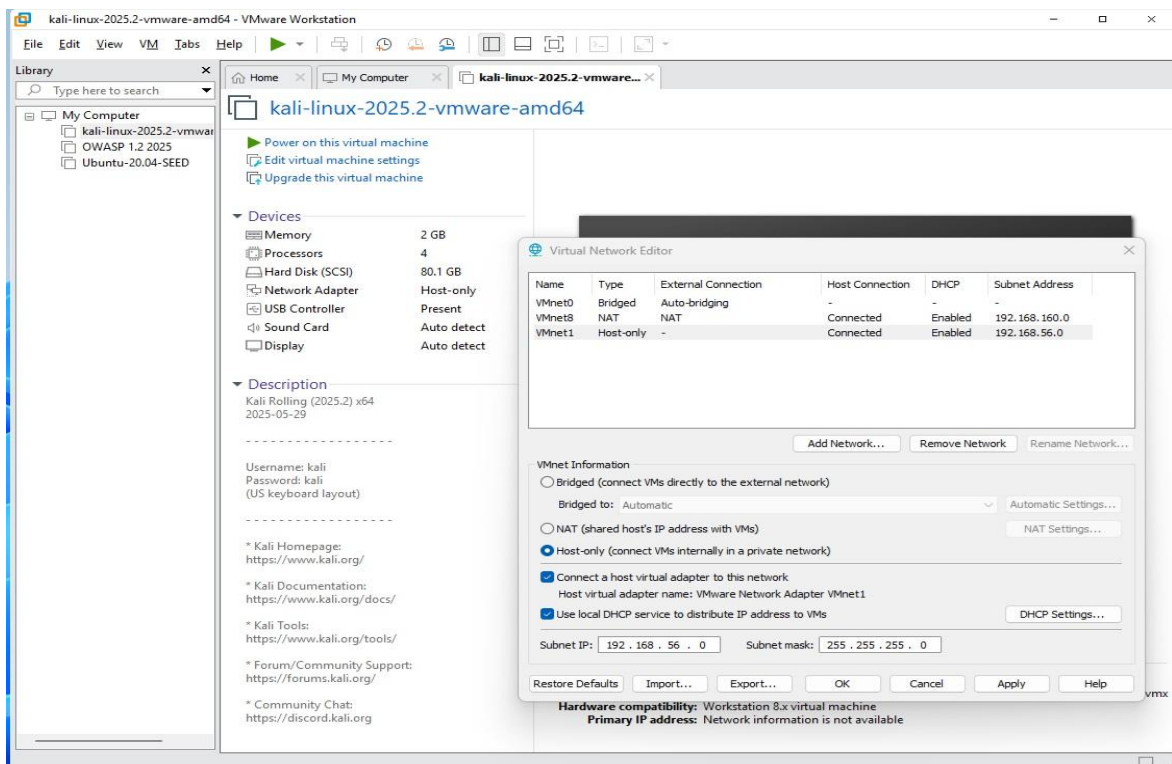 kali-linux-2025.2-vmware-amd64 - VMware Workstation
File Edit View VM Tabs Help
Library
Type here to search
My Computer
kali-linux-2025.2-vmwar
OWASP 1.2 2025
Ubuntu-20.04-SEED
Home My Computer kali-linux-2025.2-vmware...
kali-linux-2025.2-vmware-amd64
Power on this virtual machine
Edit virtual machine settings
Upgrade this virtual machine
Devices
Memory 2 GB
Processors 4
Hard Disk (SCSI) 80.1 GB
Network Adapter Host-only
USB Controller Present
Sound Card Auto detect
Display Auto detect
Description
Kali Rolling (2025.2) x64
2025-05-29
- - - - - - - - - - - - - - - - - -
Username: kali
Password: kali
(US keyboard layout)
- - - - - - - - - - - - - - - - - -
* Kali Homepage:
https://www.kali.org/
* Kali Documentation:
https://www.kali.org/docs/
* Kali Tools:
https://www.kali.org/tools/
* Forum/Community Support:
https://forums.kali.org/
* Community Chat:
https://discord.kali.org
Virtual Network Editor
Name Type External Connection Host Connection DHCP Subnet Address
VMnet0 Bridged Auto-bridging - - -
VMnet8 NAT NAT Connected Enabled 192.168.160.0
VMnet1 Host-only - Connected Enabled 192.168.56.0
Add Network... Remove Network Rename Network...
VMnet Information
Bridged (connect VMs directly to the external network)
Bridged to: Automatic Automatic Settings...
NAT (shared host's IP address with VMs) NAT Settings...
Host-only (connect VMs internally in a private network)
Connect a host virtual adapter to this network
Host virtual adapter name: VMware Network Adapter VMnet1
Use local DHCP service to distribute IP address to VMs DHCP Settings...
Subnet IP: 192 . 168 . 56 . 0 Subnet mask: 255 . 255 . 255 . 0
Restore Defaults Import... Export... OK Cancel Apply Help
vmx
Hardware compatibility: Workstation 8.x virtual machine
Primary IP address: Network information is not available